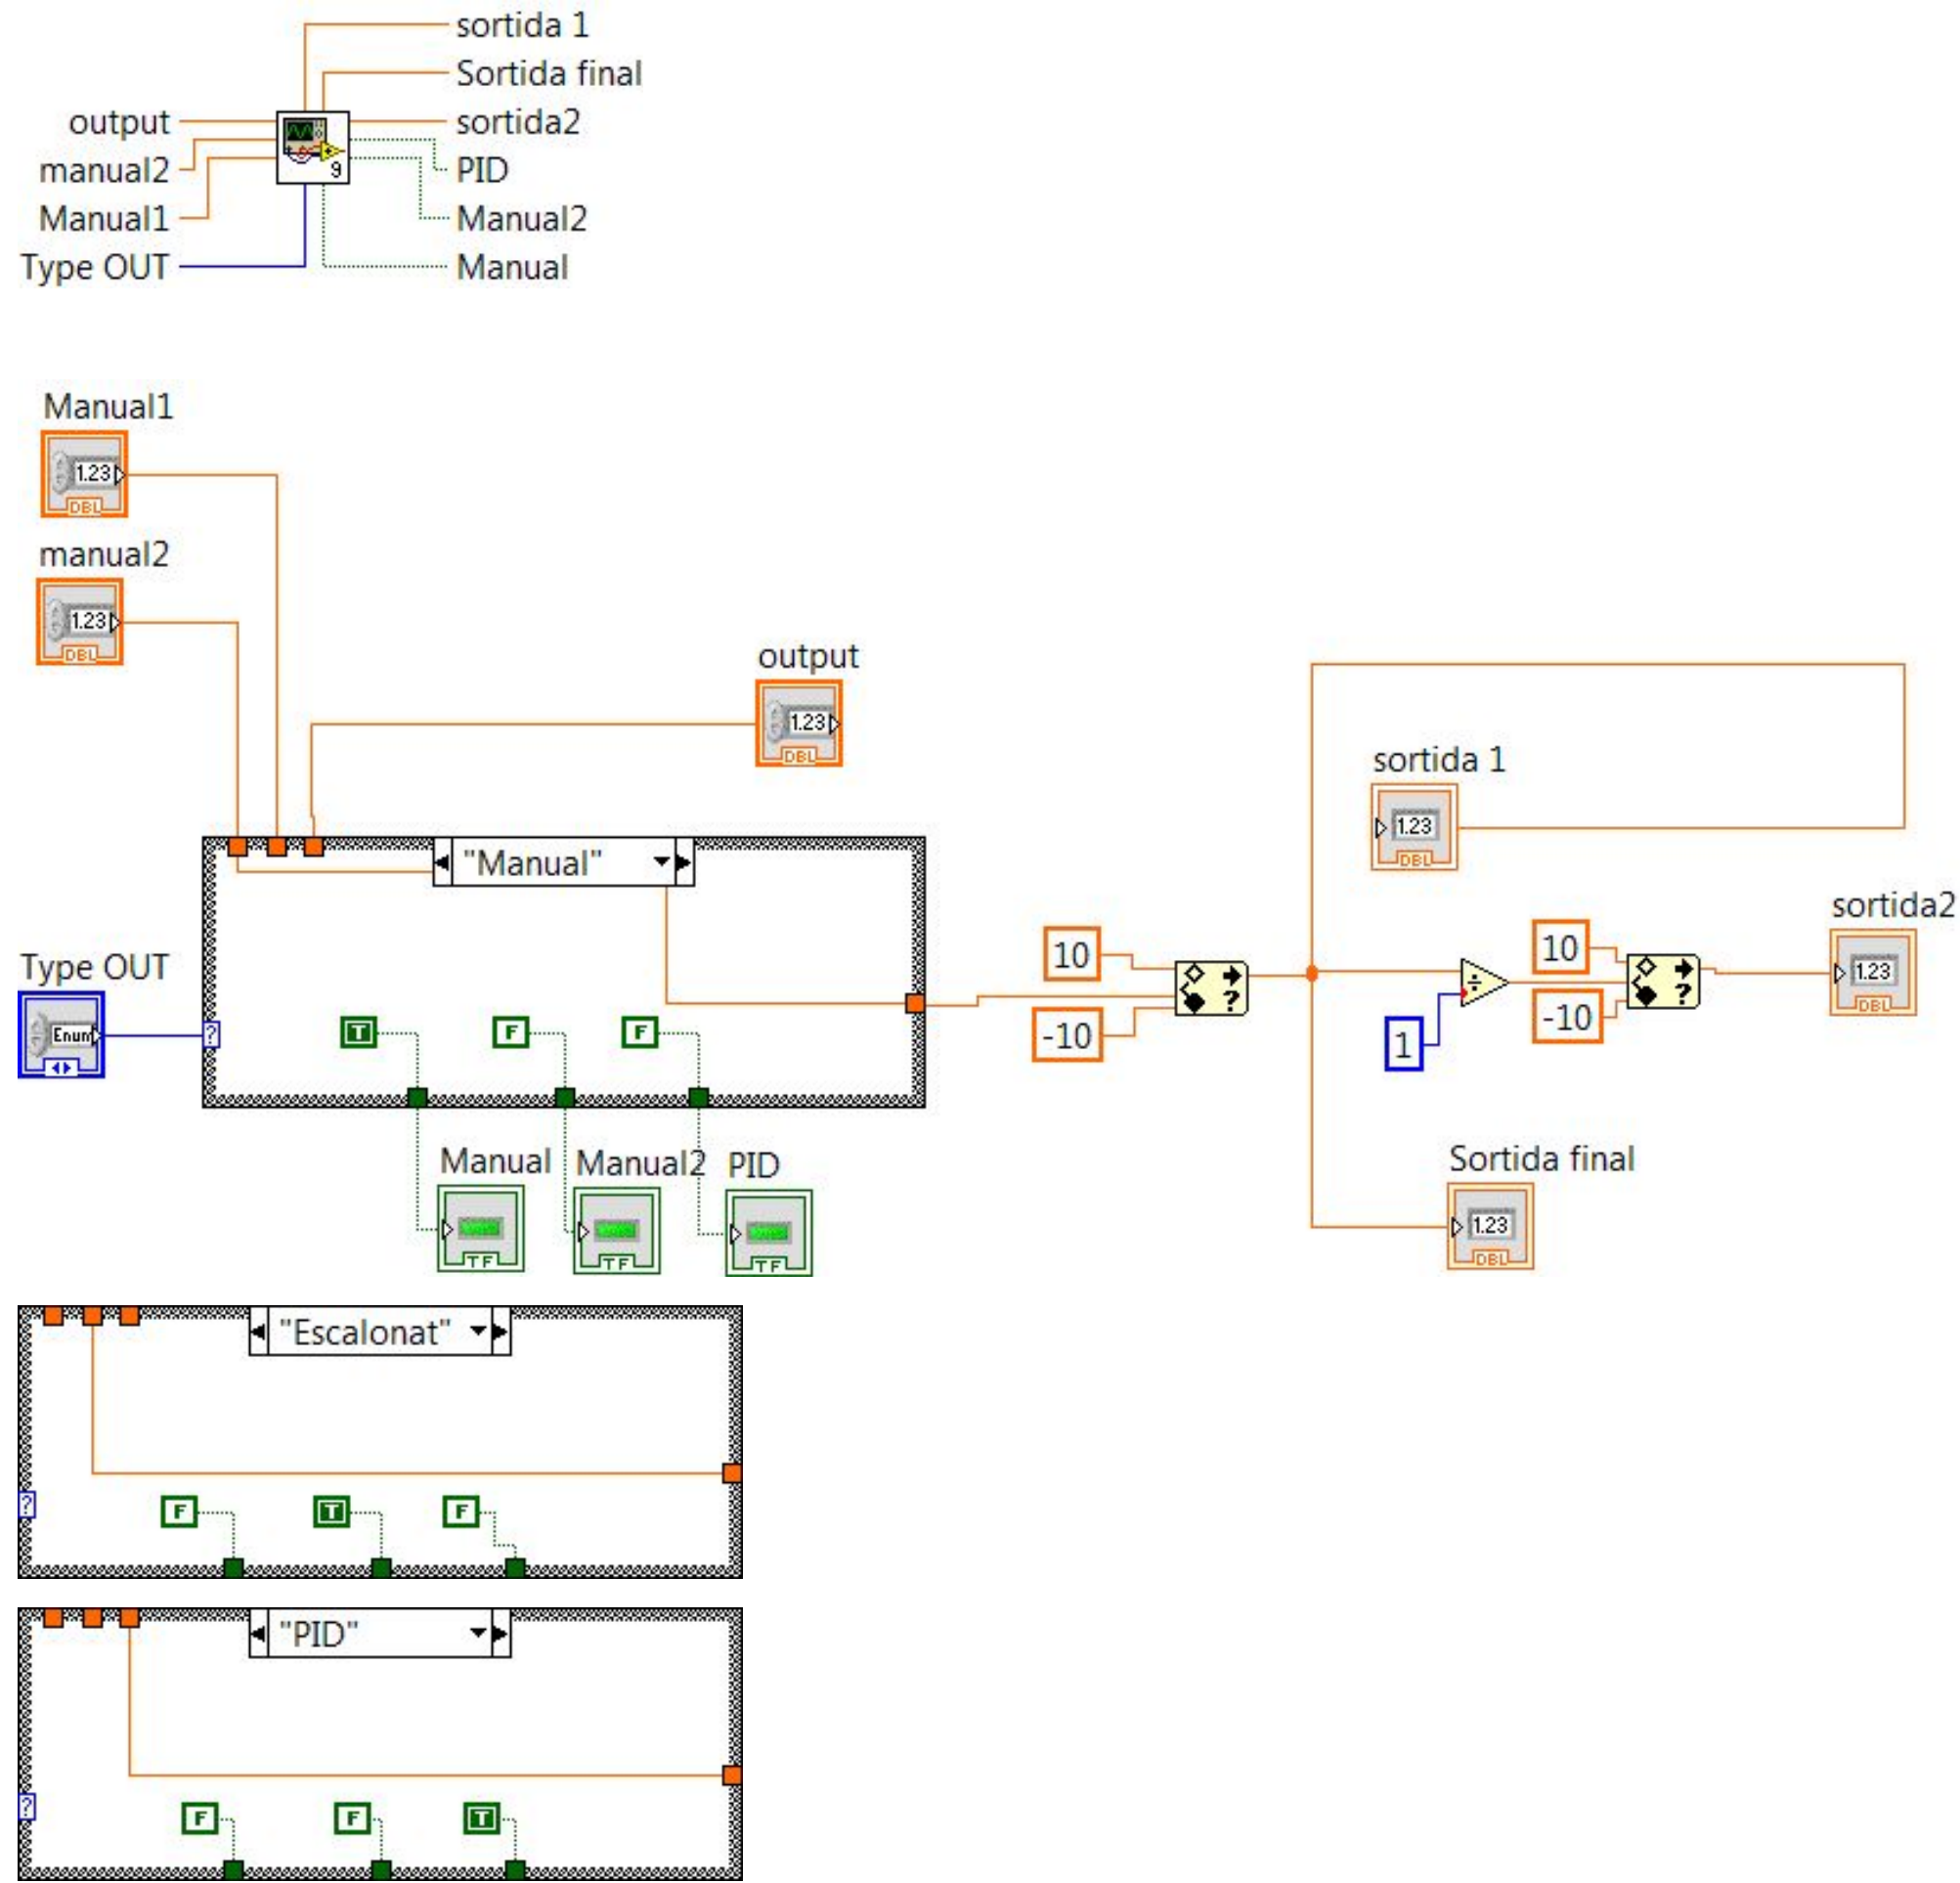 sortida 1
Sortida final
output
sortida2
manual2
PID
Manual1
Manual2
Type OUT
Manual
9
Manual1
1.23
DBL
manual2
1.23
DBL
output
1.23
DBL
sortida 1
1.23
DBL
"Manual"
sortida2
10
10
1.23
DBL
Type OUT
Enum
?
T
F
F
-10
?
÷
1
-10
?
Manual
Manual2
PID
TF
TF
TF
Sortida final
1.23
DBL
"Escalonat"
?
F
T
F
"PID"
?
F
F
T